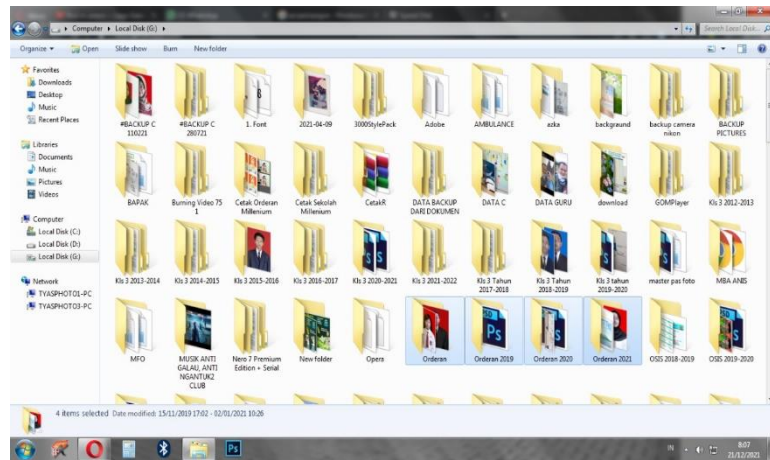 Computer ▸ Local Disk (G:) ▸
Search Local Disk...
Organize ▾ Open Slide show Burn New folder
Favorites
Downloads
Desktop
Music
Recent Places
Libraries
Documents
Music
Pictures
Videos
Computer
Local Disk (C:)
Local Disk (D:)
Local Disk (G:)
Network
TYASPHOTO1-PC
TYASPHOTO3-PC
#BACKUP C 110221
#BACKUP C 280721
1. Font
2021-04-09
3000StylePack
Adobe
AMBULANCE
azka
backgraund
backup camera nikon
BACKUP PICTURES
BAPAK
Burning Video 75 1
Cetak Orderan Millenium
Cetak Sekolah Millenium
CetakR
DATA BACKUP DARI DOKUMEN
DATA C
DATA GURU
download
GOMPlayer
Kls 3 2012-2013
Kls 3 2013-2014
Kls 3 2014-2015
Kls 3 2015-2016
Kls 3 2016-2017
Kls 3 2020-2021
Kls 3 2021-2022
Kls 3 Tahun 2017-2018
Kls 3 Tahun 2018-2019
Kls 3 tahun 2019-2020
master pas foto
MBA ANIS
MFO
MUSIK ANTI GALAU, ANTI NGANTUK2 CLUB
Nero 7 Premium Edition + Serial
New folder
Opera
Orderan
Orderan 2019
Orderan 2020
Orderan 2021
OSIS 2018-2019
OSIS 2019-2020
4 items selected Date modified: 15/11/2019 17:02 - 02/01/2021 10:26
IN
8:07
21/12/2021